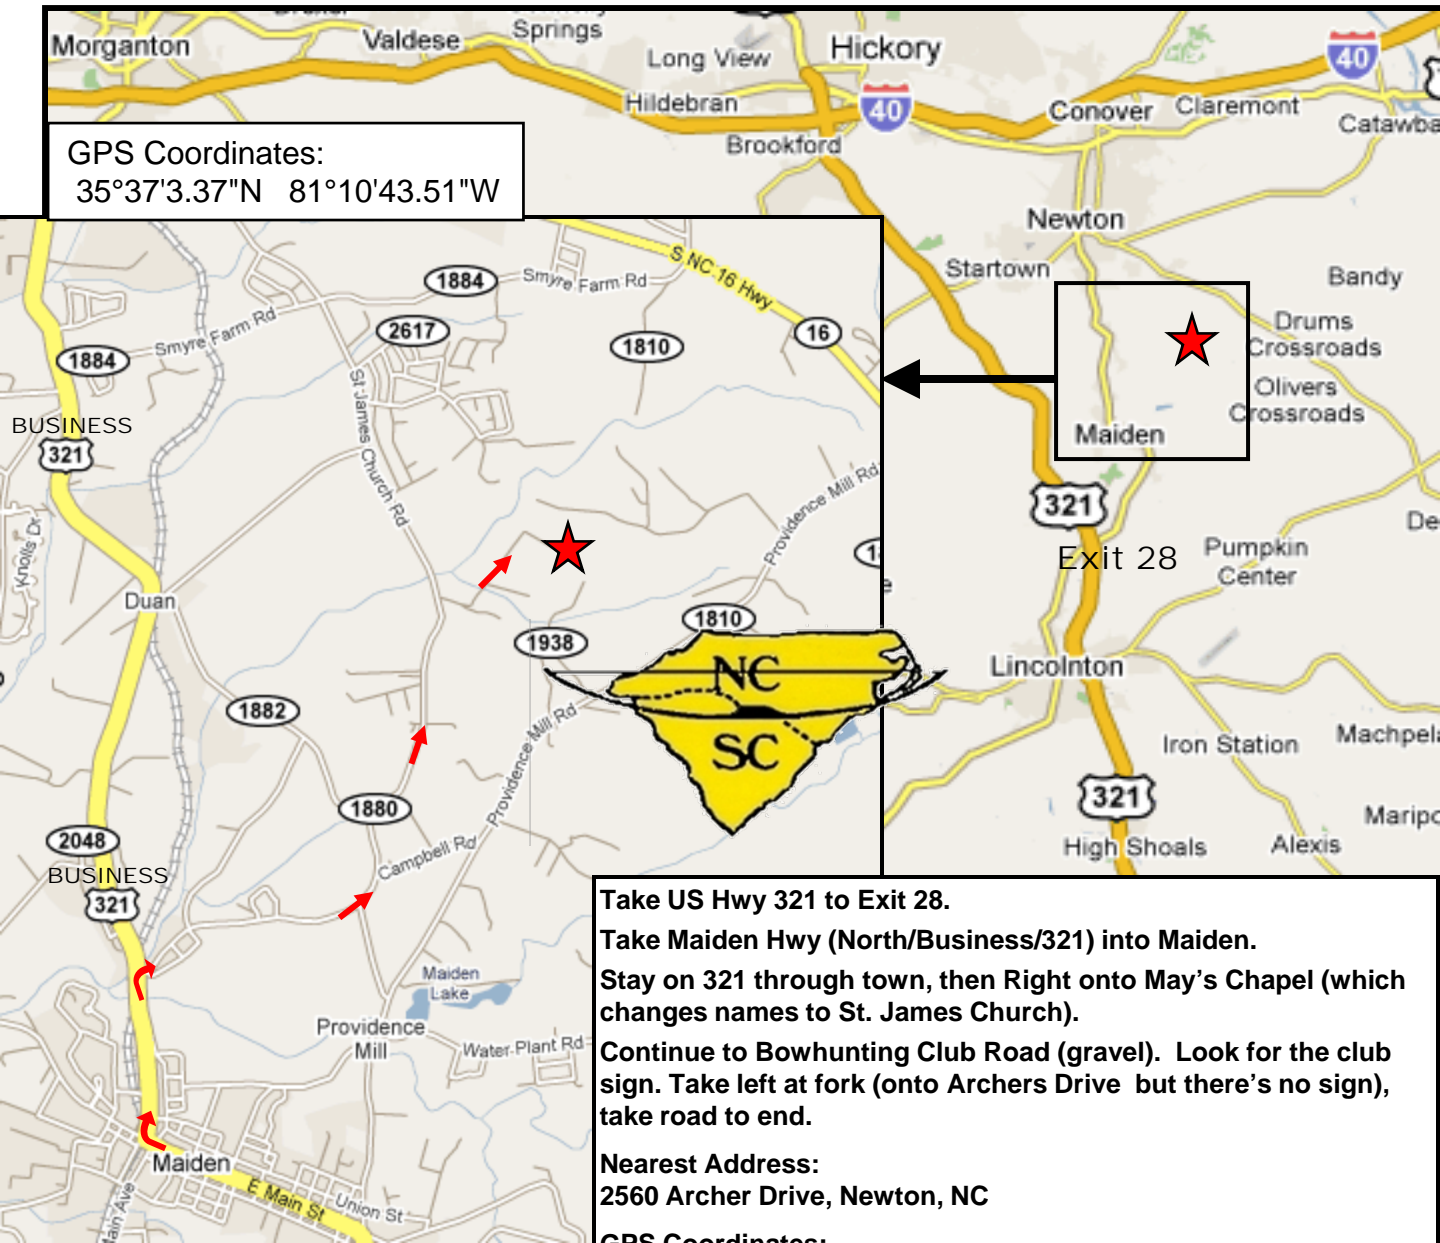 Morganton
Valdese
Springs
Long View
Hickory
40
Hildebran
40
Conover
Claremont
Brookford
GPS Coordinates:
35°37'3.37"N 81°10'43.51"W
Newton
Startown
Bandy
Drums
Crossroads
Olivers
Crossroads
Maiden
321
Exit 28
Pumpkin
Center
Lincolnton
Iron Station
321
High Shoals
Alexis
S NC 16 Hwy
1884
Smyre Farm Rd
2617
1810
16
Smyre Farm Rd
1884
St James Church Rd
BUSINESS
321
Knolls Dr
Providence Mill Rd
Duan
1938
1810
NC
SC
1882
Providence Mill Rd
1880
2048
Campbell Rd
BUSINESS
321
Maiden
Lake
Providence
Mill
Water Plant Rd
Maiden
E Main St
Union St
Main Ave
Take US Hwy 321 to Exit 28.
Take Maiden Hwy (North/Business/321) into Maiden.
Stay on 321 through town, then Right onto May's Chapel (which
changes names to St. James Church).
Continue to Bowhunting Club Road (gravel). Look for the club
sign. Take left at fork (onto Archers Drive but there's no sign),
take road to end.
Nearest Address:
2560 Archer Drive, Newton, NC
GPS Coordinates: